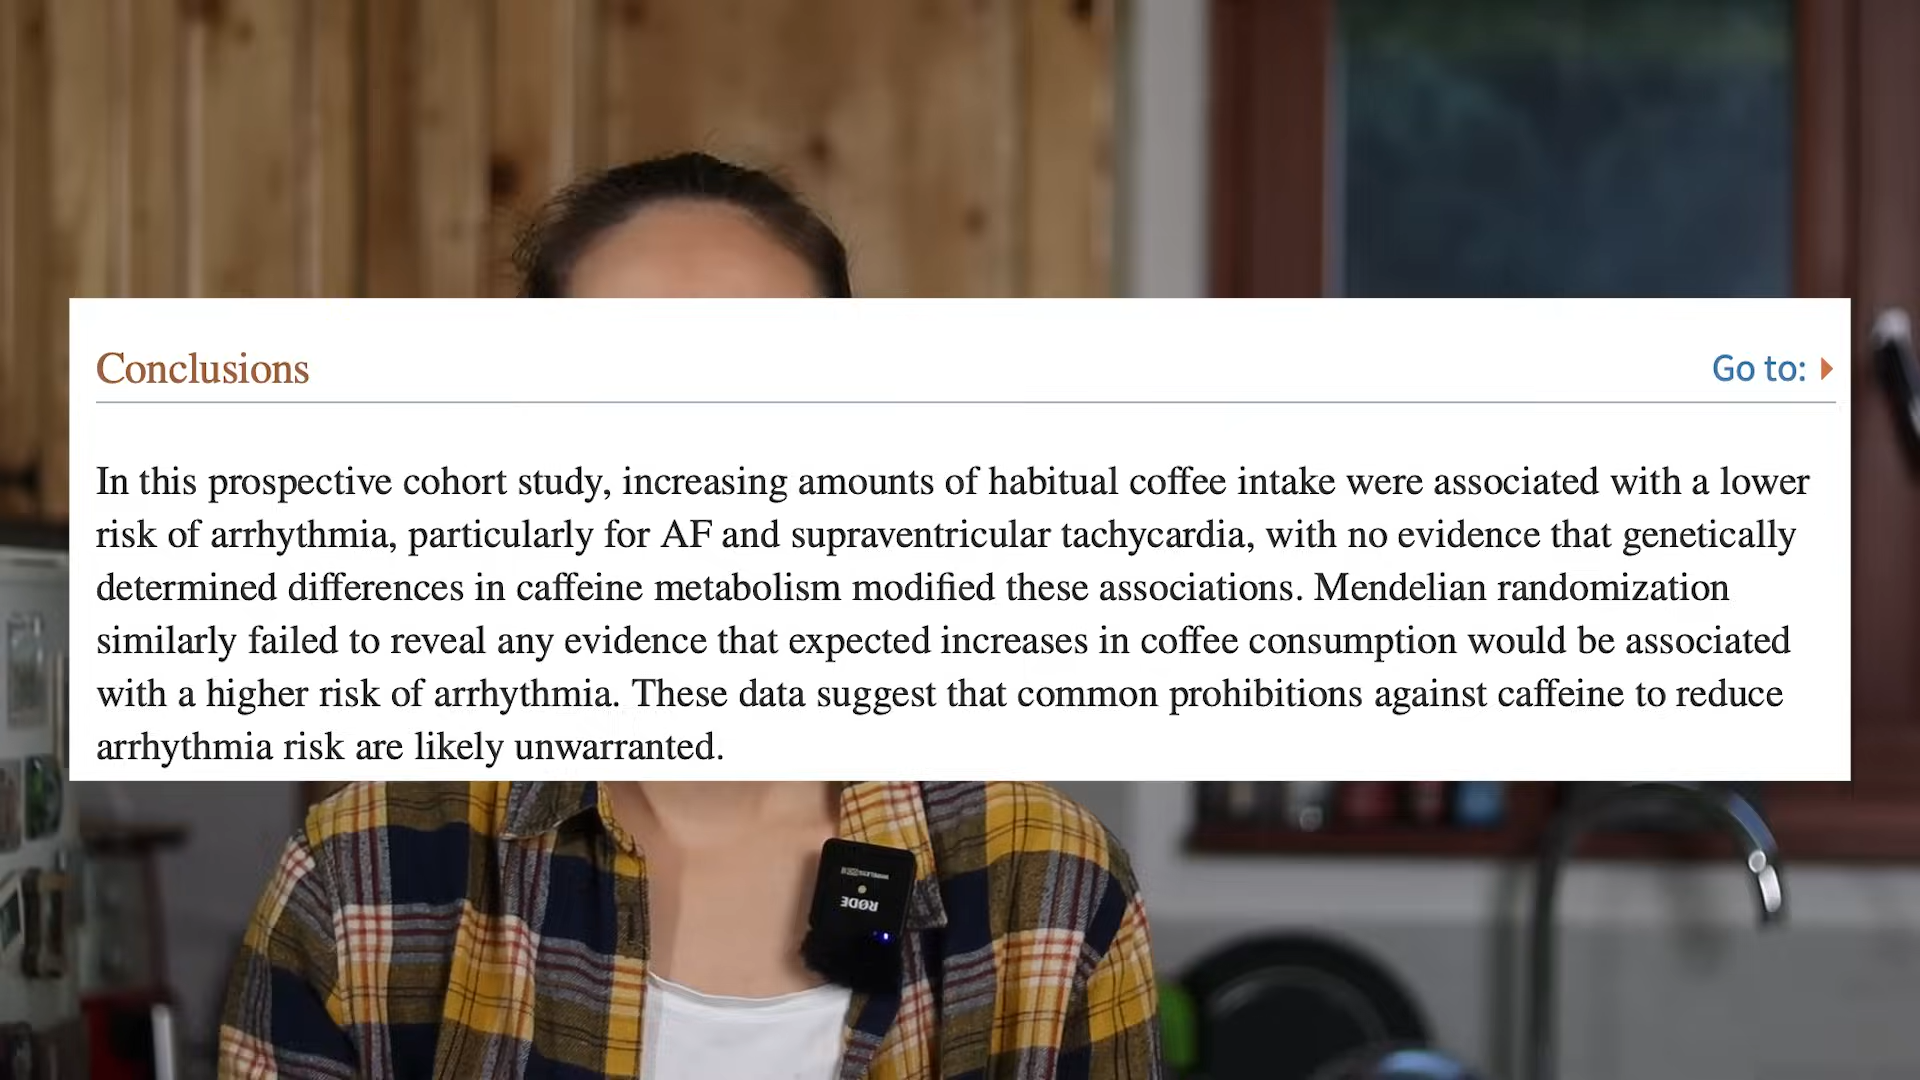 Conclusions
Go to:
In this prospective cohort study, increasing amounts of habitual coffee intake were associated with a lower
risk of arrhythmia, particularly for AF and supraventricular tachycardia, with no evidence that genetically
determined differences in caffeine metabolism modified these associations. Mendelian randomization
similarly failed to reveal any evidence that expected increases in coffee consumption would be associated
with a higher risk of arrhythmia. These data suggest that common prohibitions against caffeine to reduce
arrhythmia risk are likely unwarranted.
RØDE